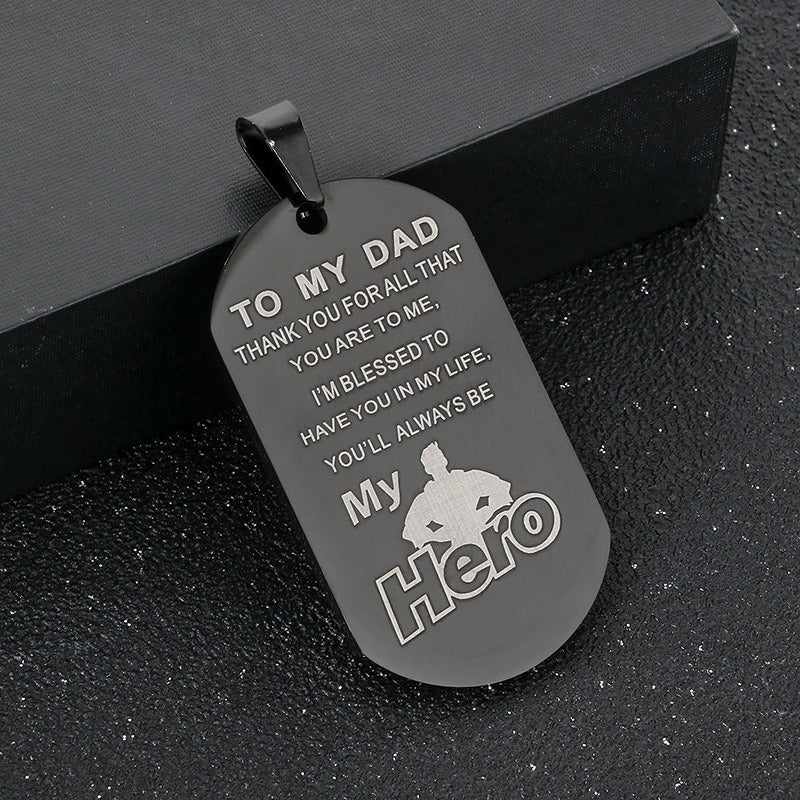 TO MY DAD
THANK YOU FOR ALL THAT
YOU ARE TO ME,
I'M BLESSED TO
HAVE YOU IN MY LIFE,
YOU'LL ALWAYS BE
My
Hero